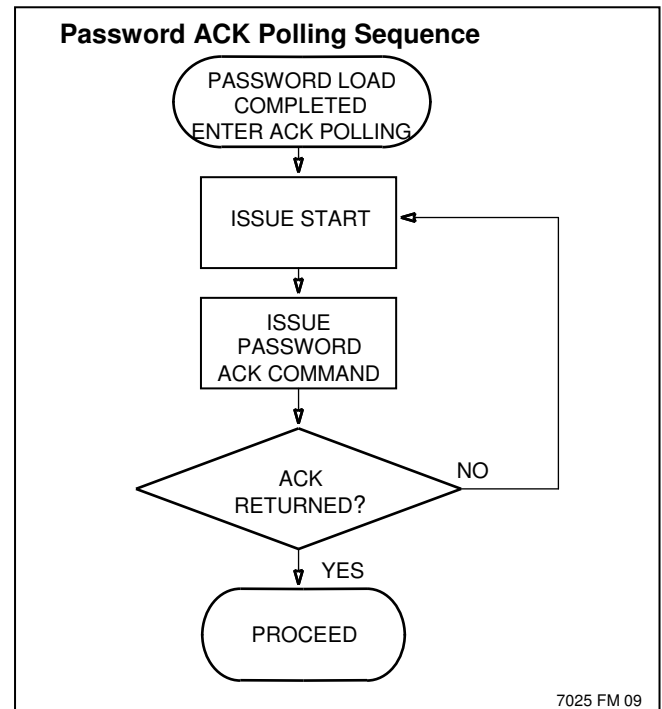 Password ACK Polling Sequence
PASSWORD LOAD
COMPLETED
ENTER ACK POLLING
ISSUE START
ISSUE
PASSWORD
ACK COMMAND
ACK
RETURNED?
NO
YES
PROCEED
7025 FM 09